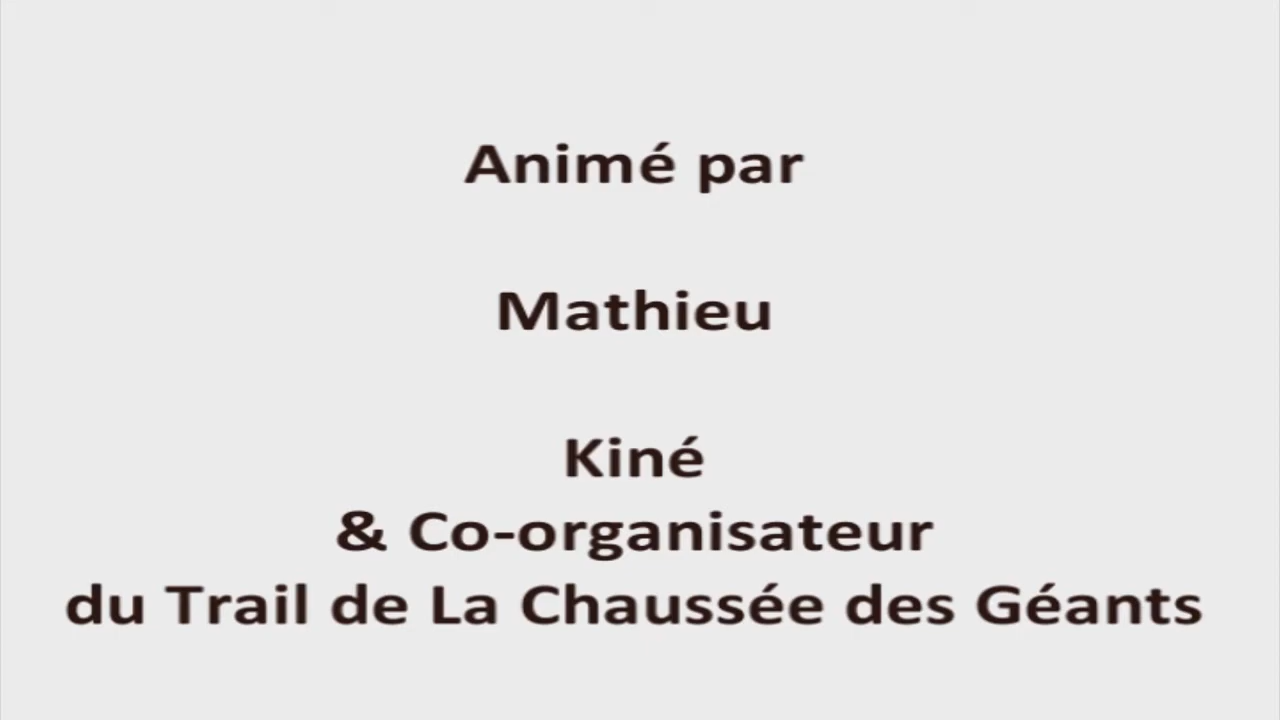 Animé par
Mathieu
Kiné
& Co-organisateur
du Trail de La Chaussée des Géants